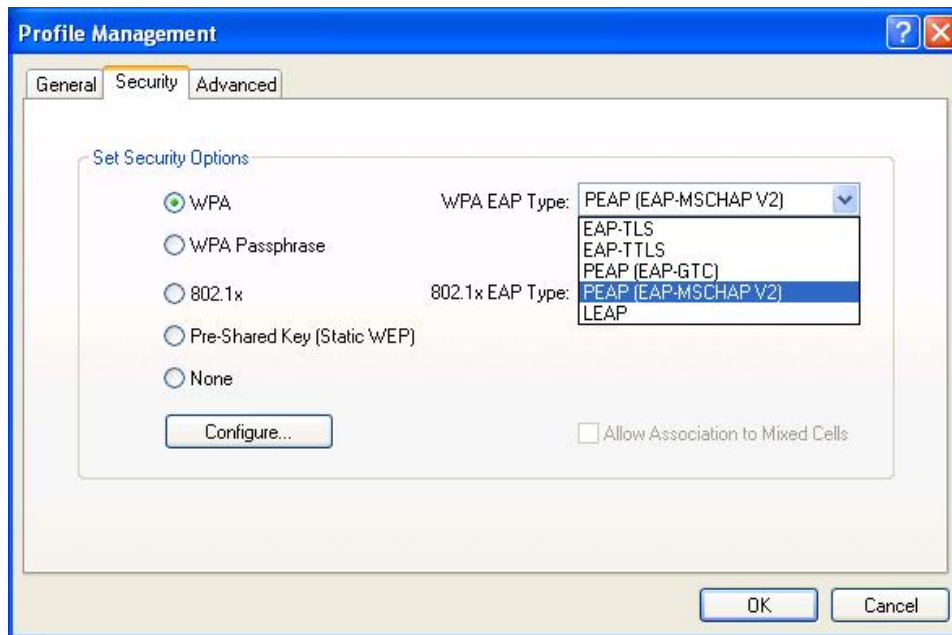 Profile Management
General Security Advanced
Set Security Options
WPA
WPA EAP Type: PEAP (EAP-MSCHAP V2)
EAP-TLS
WPA Passphrase
EAP-TTLS
PEAP (EAP-GTC)
802.1x
802.1x EAP Type: PEAP (EAP-MSCHAP V2)
LEAP
Pre-Shared Key (Static WEP)
None
Configure...
Allow Association to Mixed Cells
OK Cancel